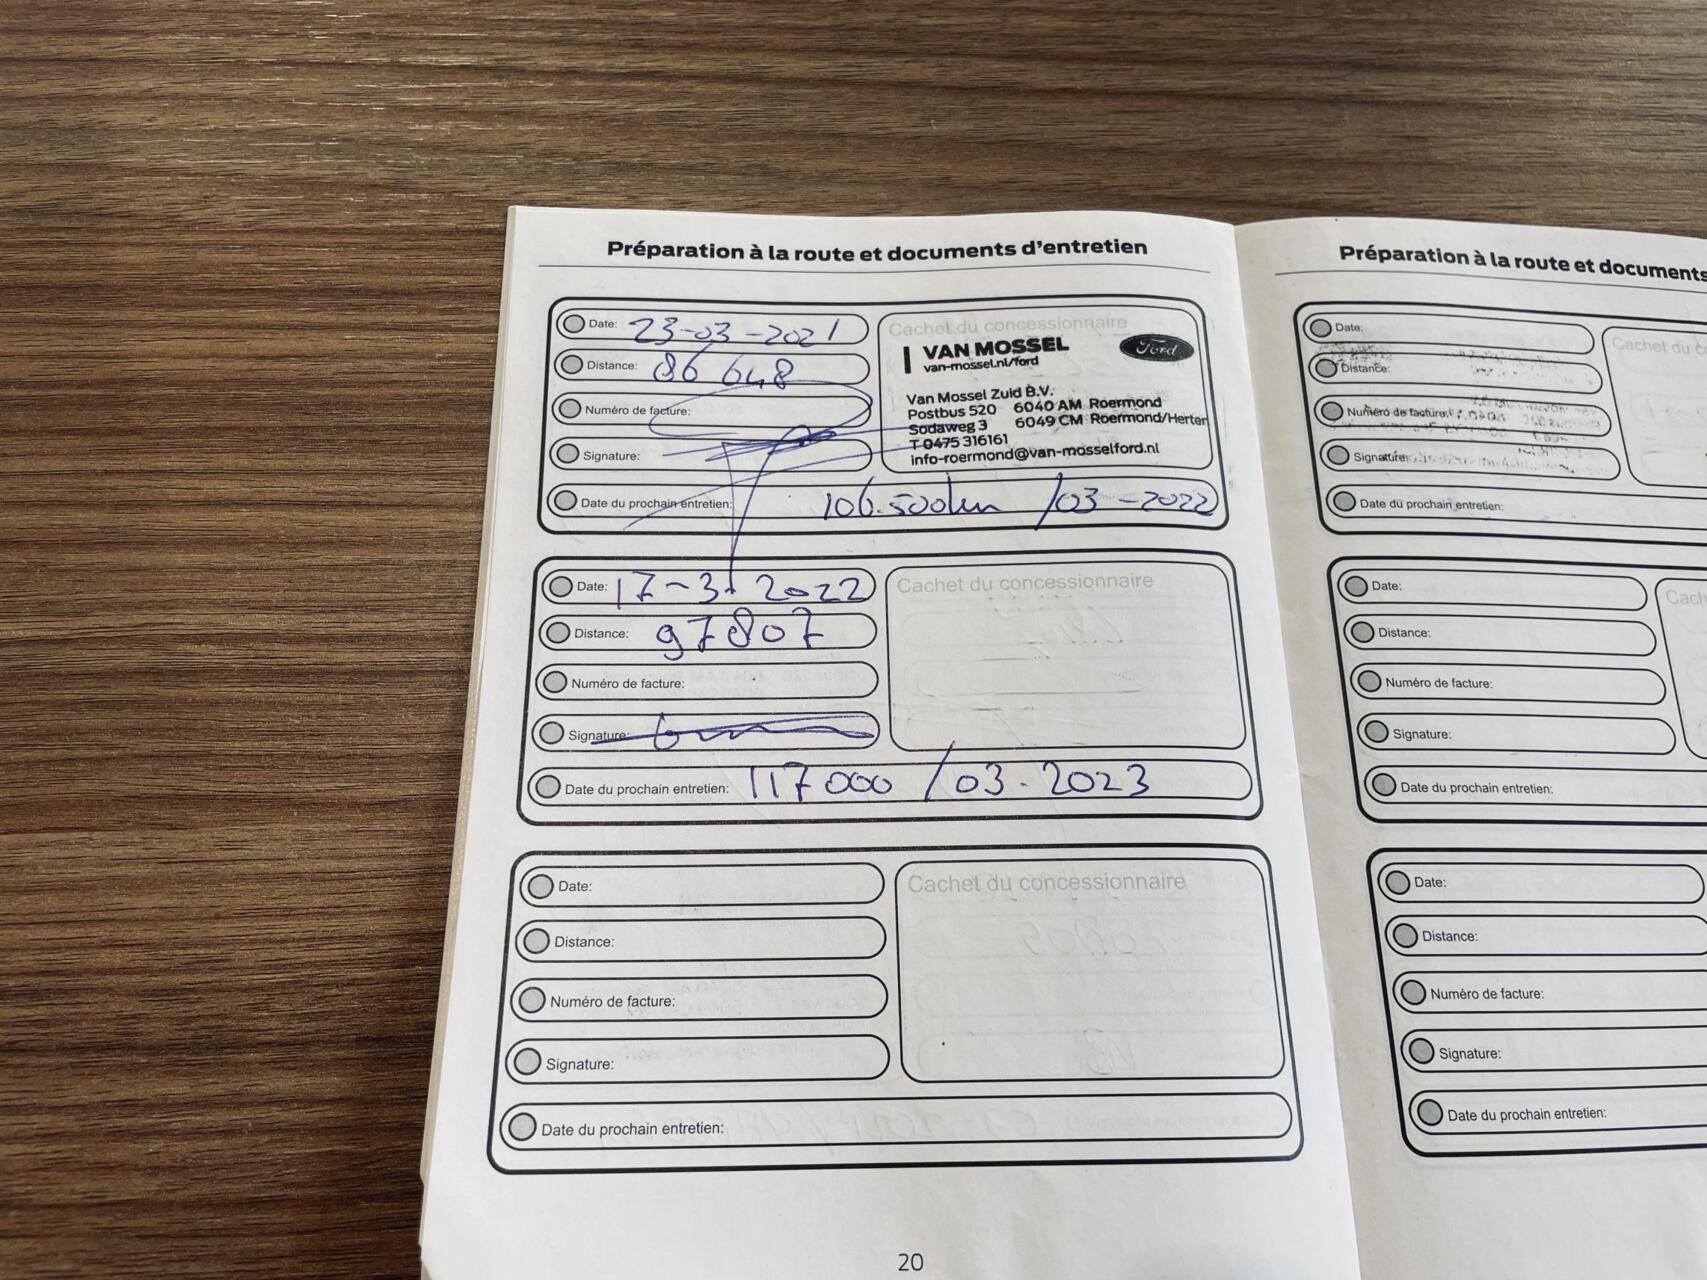 Préparation à la route et documents d'entretien
Date: 23-03-2021
Distance: 86 648
Numéro de facture:
Signature:
Cachet du concessionnaire
VAN MOSSEL
van-mossel.nl/ford
Ford
Van Mossel Zuid B.V.
Postbus 520 6040 AM Roermond
Sodaweg 3 6049 CM Roermond/Herten
T 0475 316161
info-roermond@van-mosselford.nl
Date du prochain entretien: 106.500km /03-2022
Date: 17-3-2022
Distance: 97807
Numéro de facture:
Signature:
Cachet du concessionnaire
Date du prochain entretien: 117000 /03-2023
Date:
Distance:
Numéro de facture:
Signature:
Cachet du concessionnaire
Date du prochain entretien:
20
Préparation à la route et documents
Date:
Distance:
Numéro de facture:
Signature:
Cachet du
Date du prochain entretien:
Date:
Distance:
Numéro de facture:
Signature:
Date du prochain entretien:
Date:
Distance:
Numéro de facture:
Signature:
Date du prochain entretien: